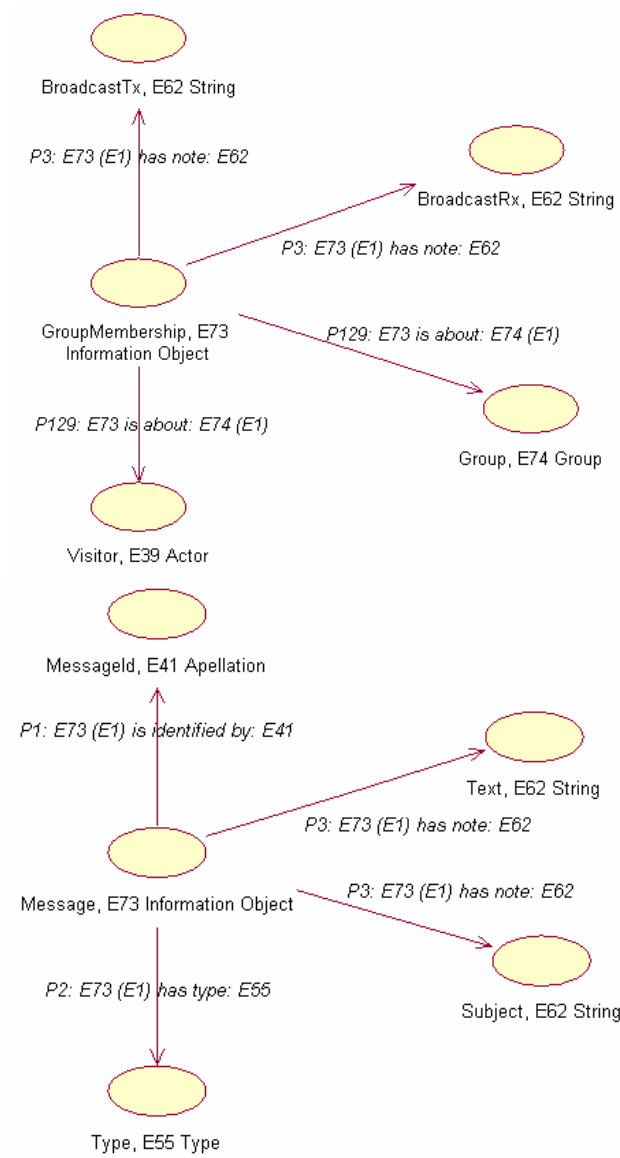 BroadcastTx, E62 String
P3: E73 (E1) has note: E62
BroadcastRx, E62 String
P3: E73 (E1) has note: E62
GroupMembership, E73
Information Object
P129: E73 is about: E74 (E1)
P129: E73 is about: E74 (E1)
Group, E74 Group
Visitor, E39 Actor
MessageId, E41 Apellation
P1: E73 (E1) is identified by: E41
Text, E62 String
P3: E73 (E1) has note: E62
Message, E73 Information Object
P3: E73 (E1) has note: E62
P2: E73 (E1) has type: E55
Subject, E62 String
Type, E55 Type